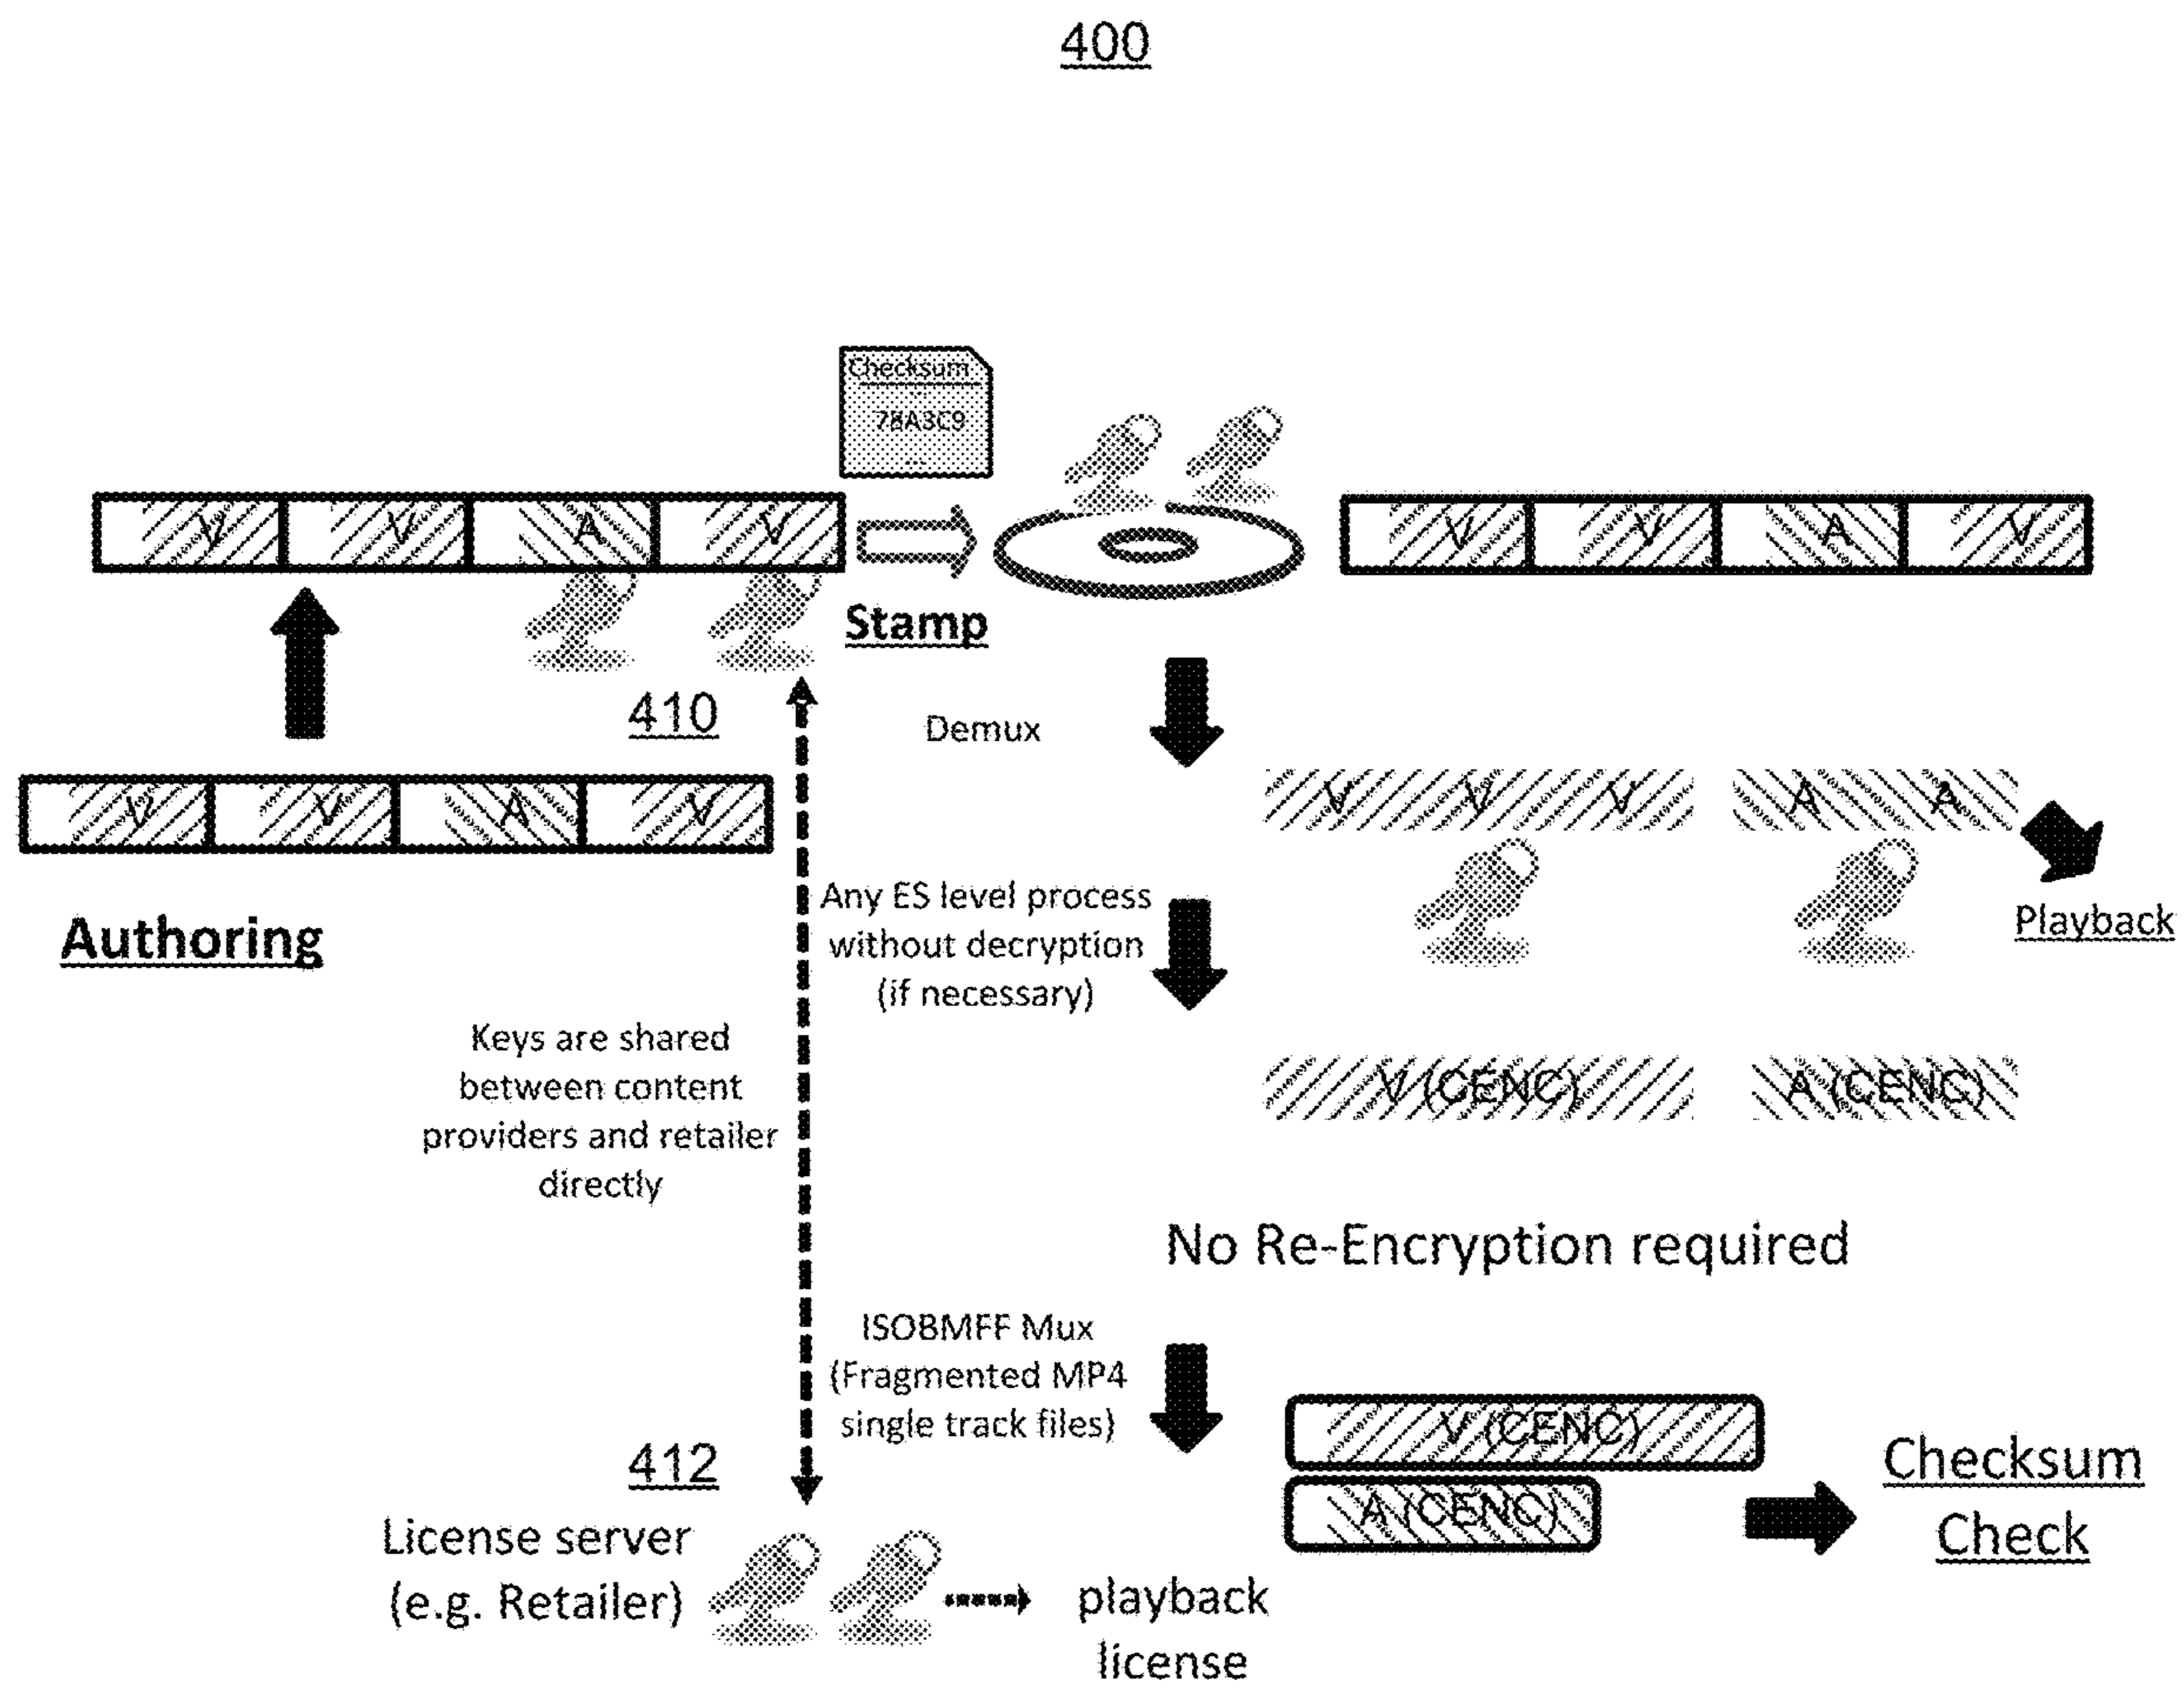 400
Checksum
...
78A3C9
...
V V A V
V V A V
Stamp
410
Demux
V V A V
V V V A A
Authoring
Any ES level process
without decryption
(if necessary)
Playback
Keys are shared
between content
providers and retailer
directly
V (CENC) A (CENC)
No Re-Encryption required
ISOBMFF Mux
(Fragmented MP4
single track files)
412
V (CENC)
A (CENC)
Checksum
Check
License server
(e.g. Retailer)
playback
license